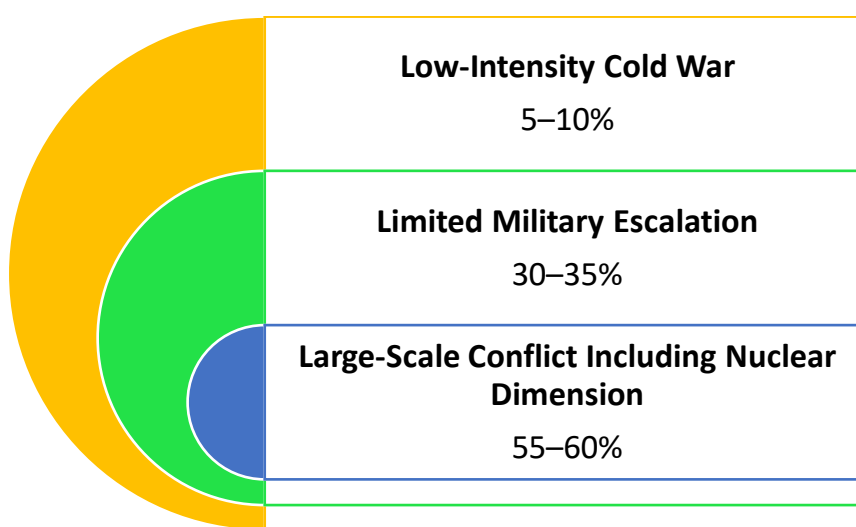 Low-Intensity Cold War
5–10%
Limited Military Escalation
30–35%
Large-Scale Conflict Including Nuclear
Dimension
55–60%